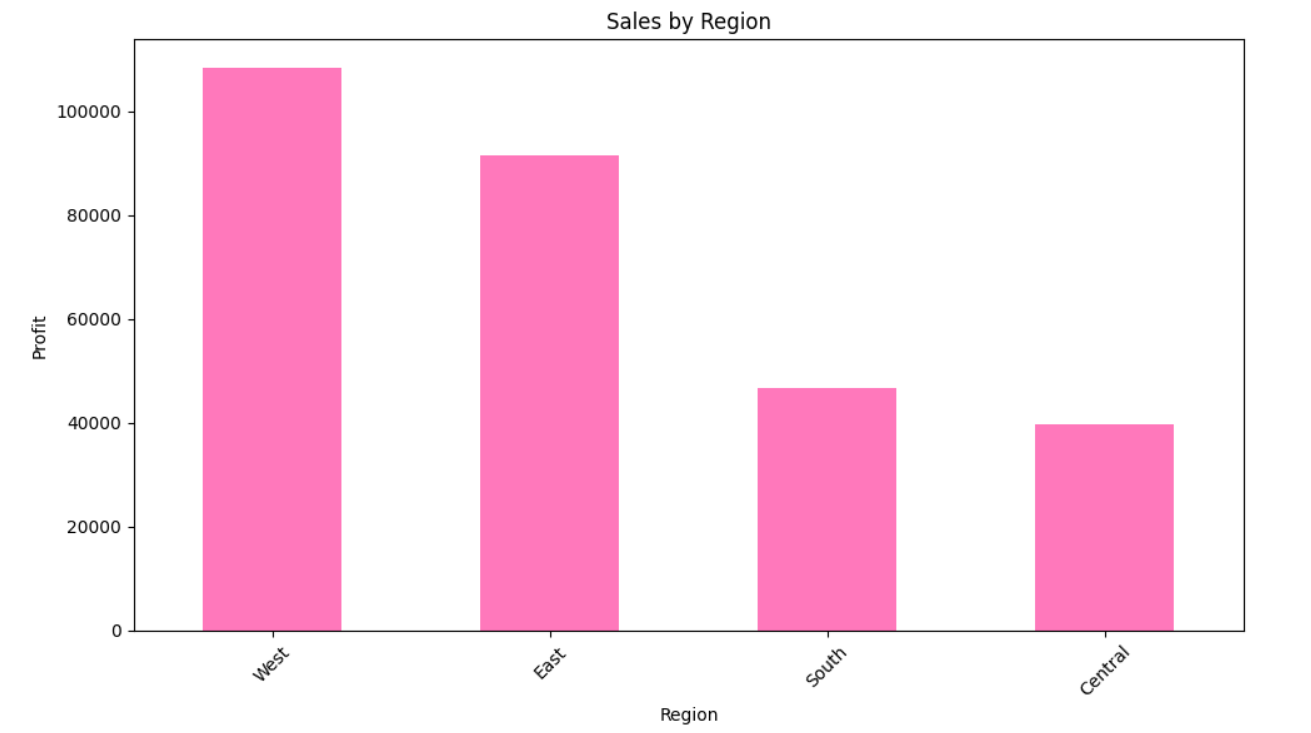 Sales by Region
Profit
100000
80000
60000
40000
20000
0
West
East
South
Central
Region